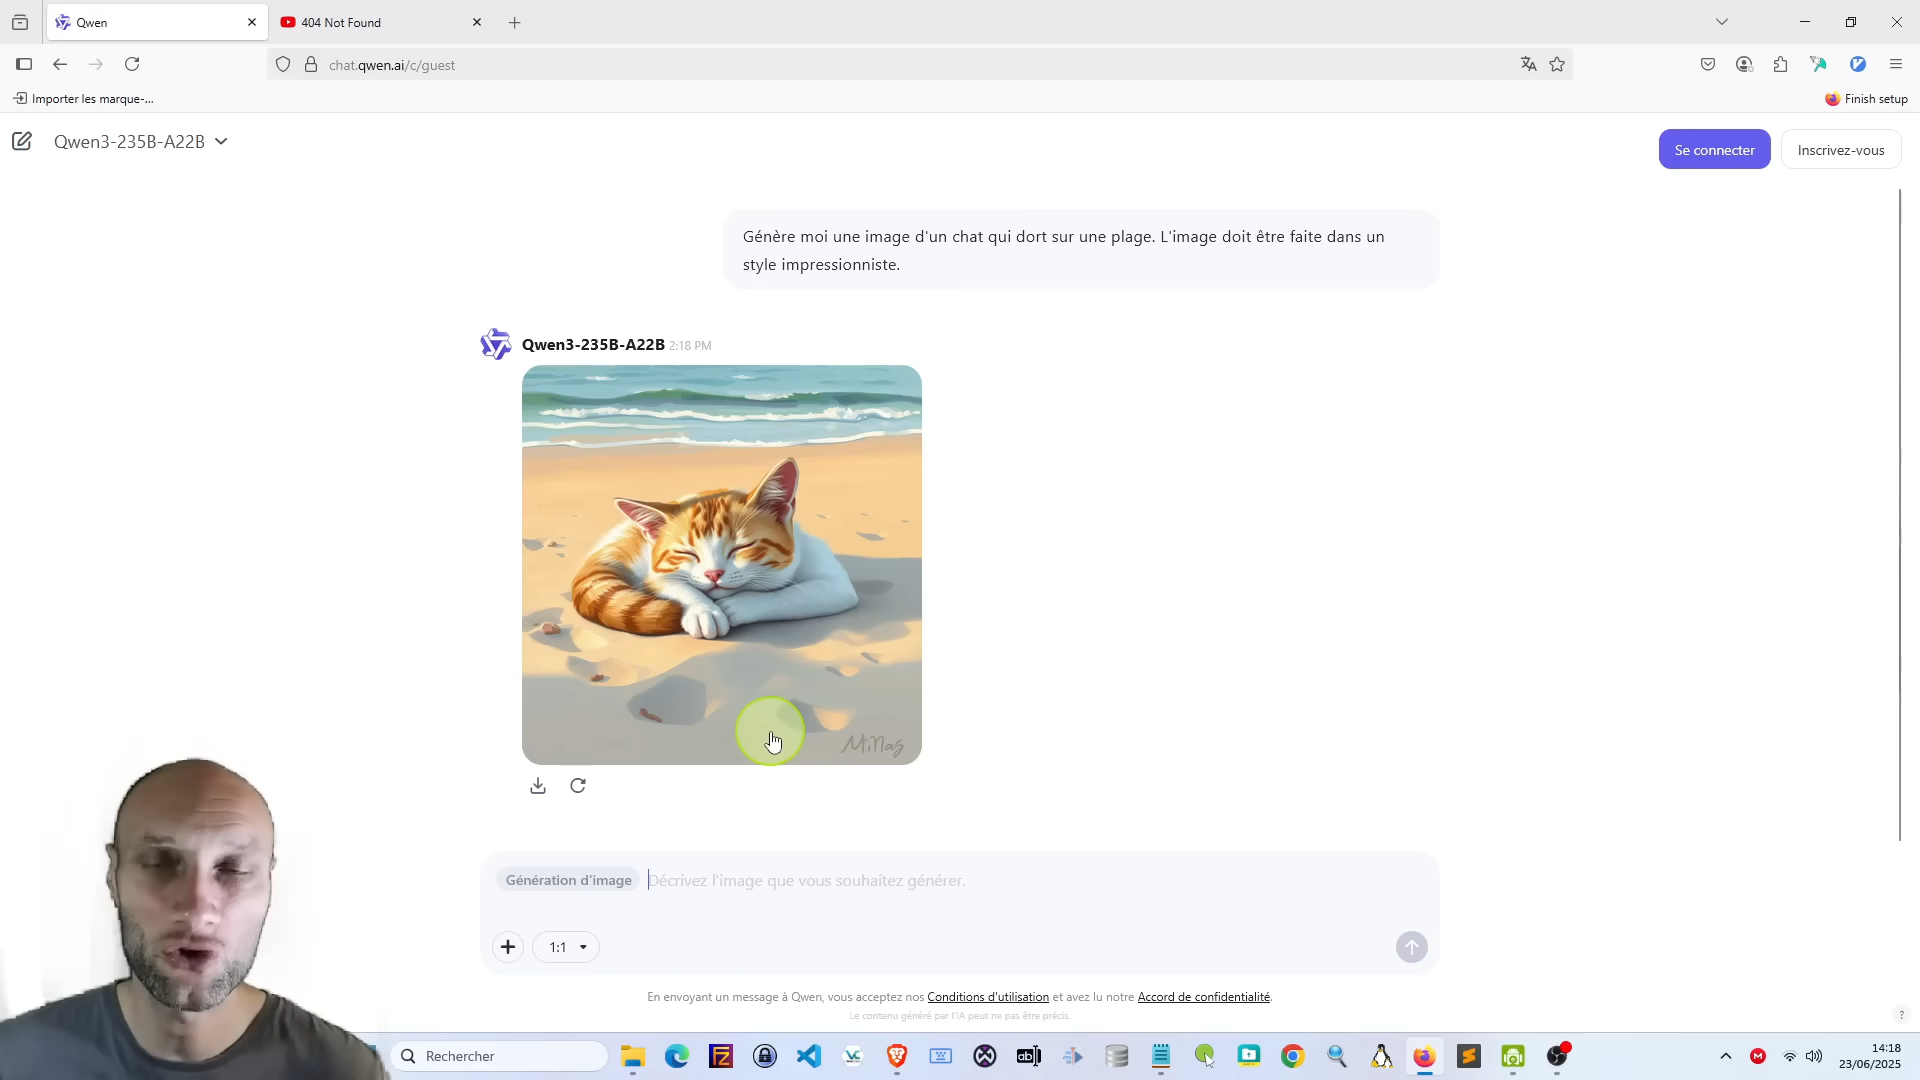 Qwen
404 Not Found
chat.qwen.ai/c/guest
Importer les marque-...
Finish setup
Qwen3-235B-A22B
Se connecter
Inscrivez-vous
Génère moi une image d'un chat qui dort sur une plage. L'image doit être faite dans un
style impressionniste.
Qwen3-235B-A22B 2:18 PM
MiNas
Génération d'image
Décrivez l'image que vous souhaitez générer.
1:1
En envoyant un message à Qwen, vous acceptez nos Conditions d'utilisation et avez lu notre Accord de confidentialité.
Le contenu généré par l'IA peut ne pas être précis.
?
Rechercher
14:18
23/06/2025